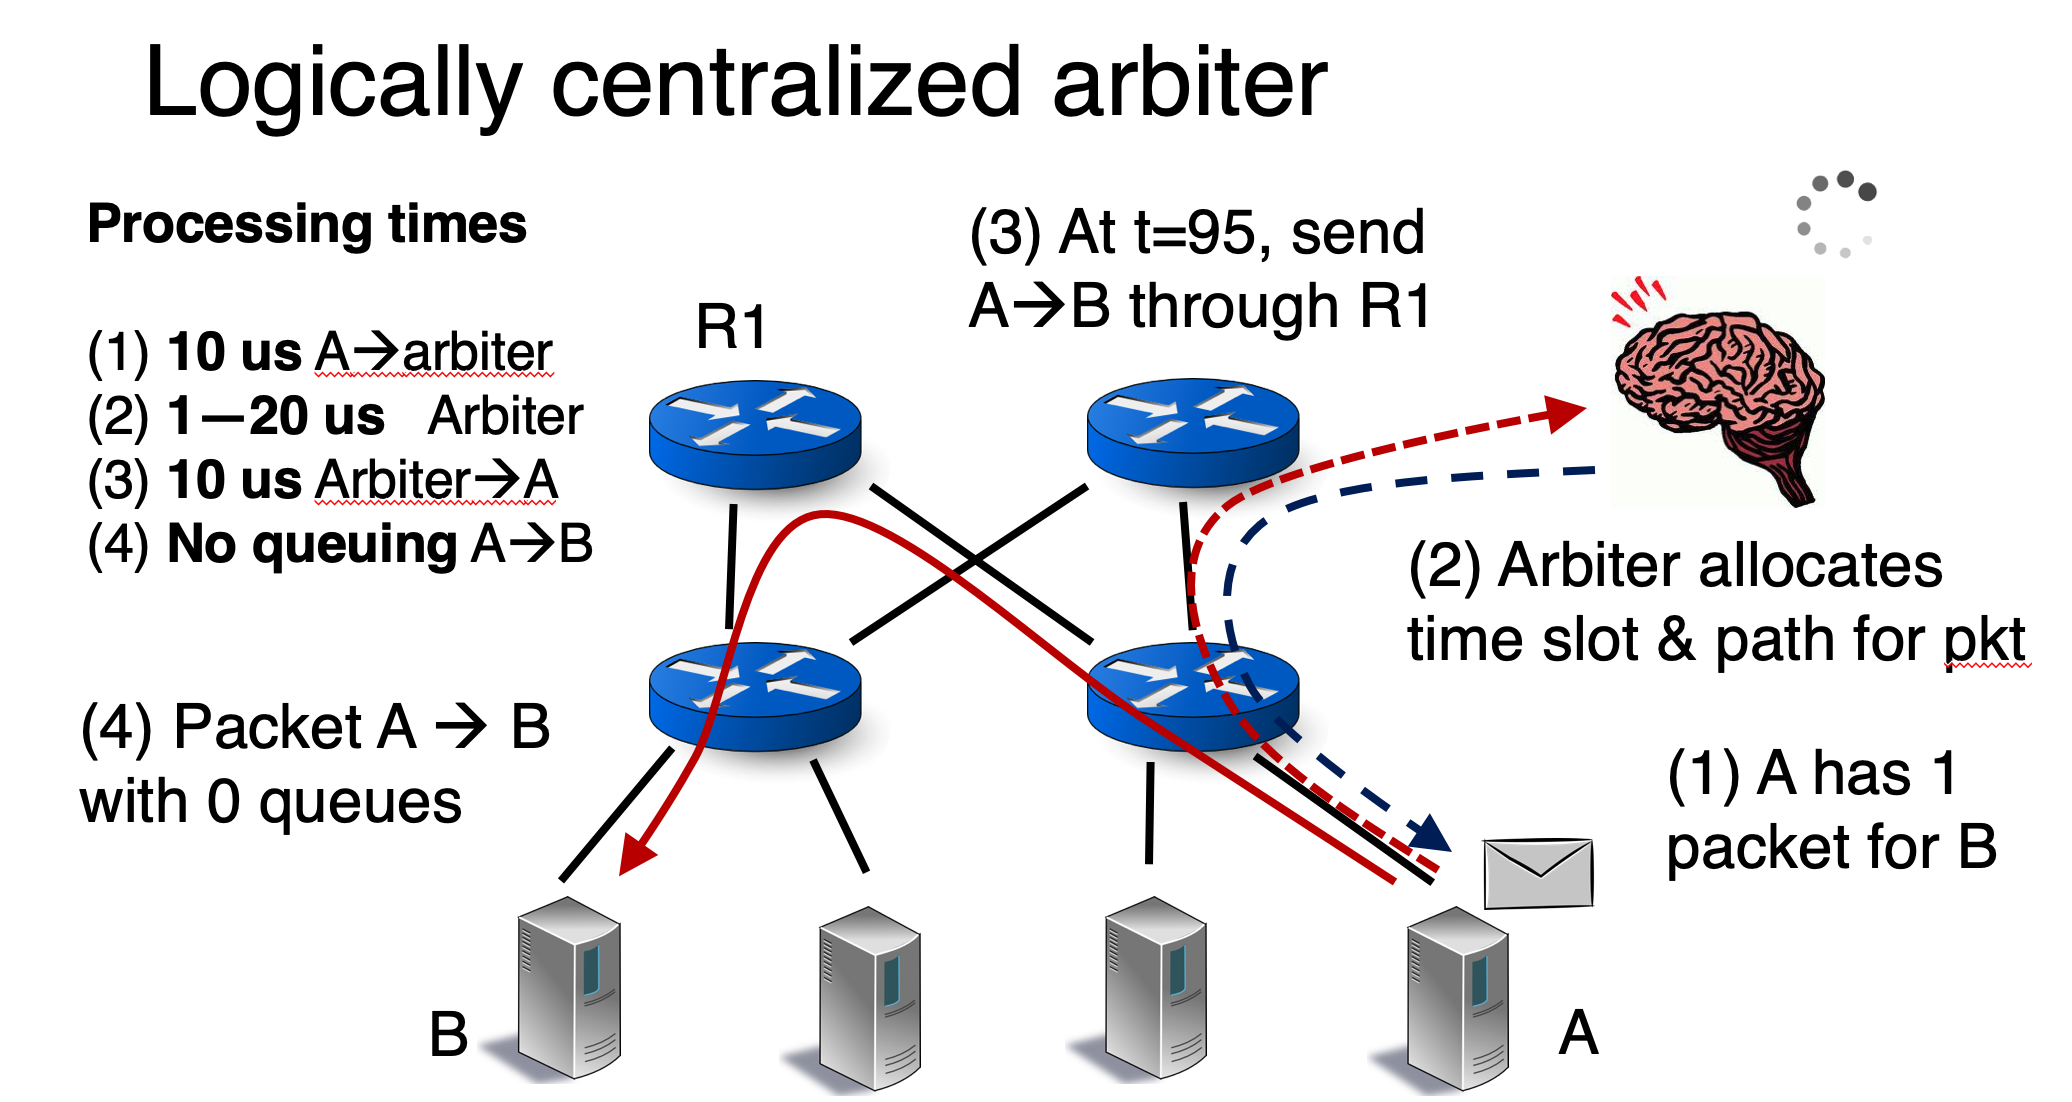 Logically centralized arbiter
Processing times
(1) 10 us A→arbiter
(2) 1—20 us Arbiter
(3) 10 us Arbiter→A
(4) No queuing A→B
R1
(3) At t=95, send
A→B through R1
(2) Arbiter allocates
time slot & path for pkt
(4) Packet A → B
with 0 queues
(1) A has 1
packet for B
B
A